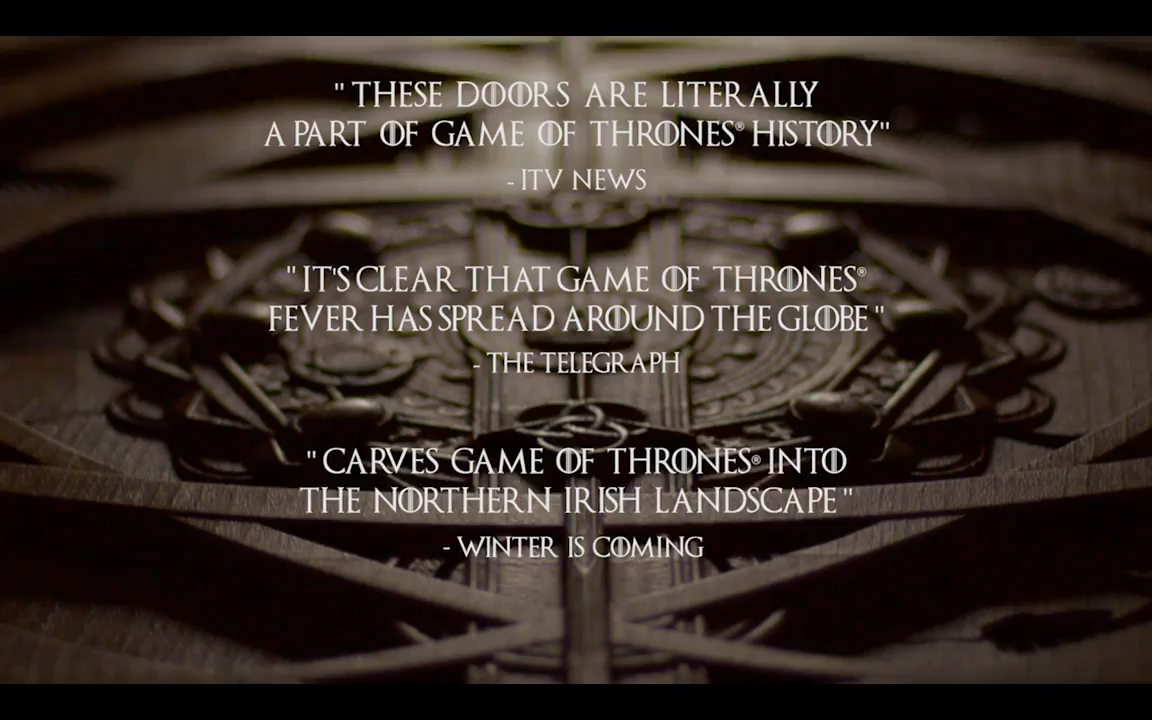 "THESE DOORS ARE LITERALLY
A PART OF GAME OF THRONES® HISTORY"
- ITV NEWS
"IT'S CLEAR THAT GAME OF THRONES®
FEVER HAS SPREAD AROUND THE GLOBE"
- THE TELEGRAPH
"CARVES GAME OF THRONES® INTO
THE NORTHERN IRISH LANDSCAPE"
- WINTER IS COMING